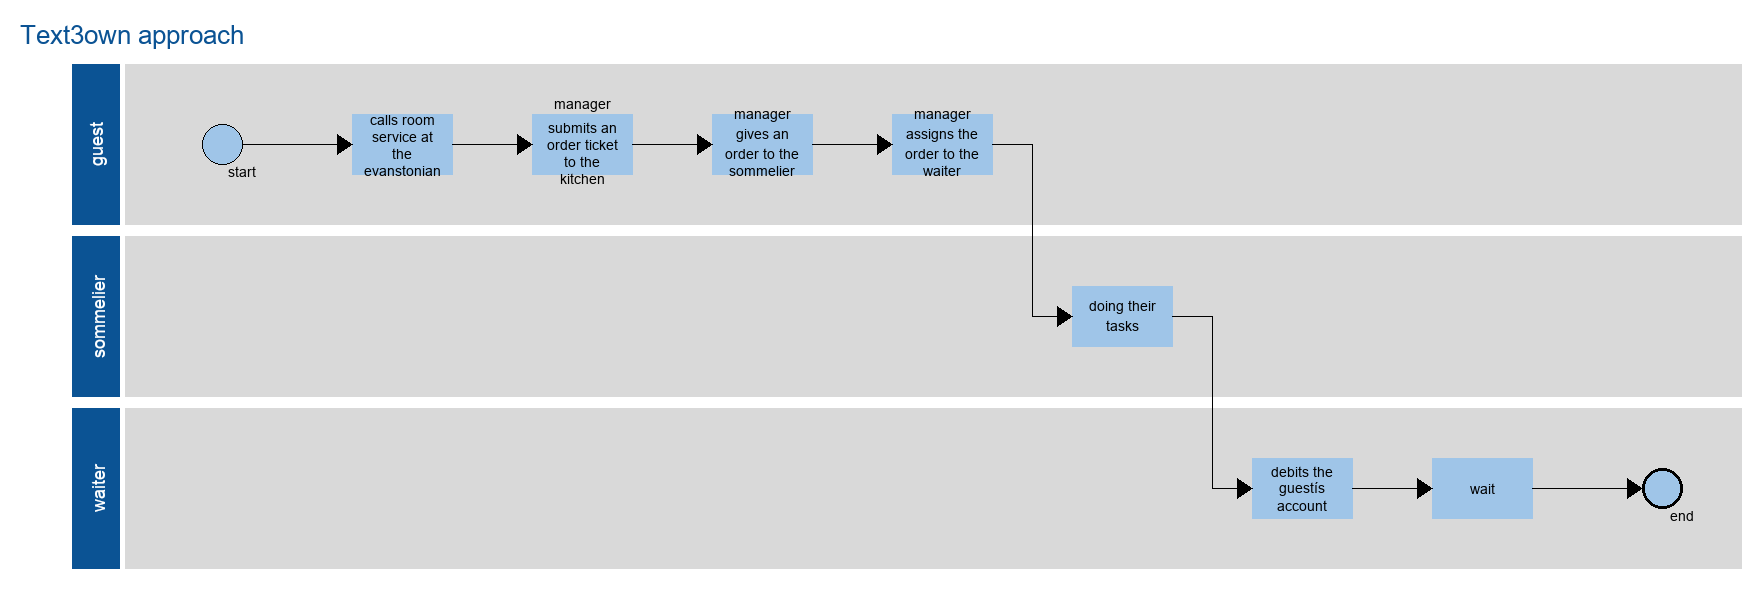 Text3own approach
guest
start
calls room
service at
the
evanstonian
manager
submits an
order ticket
to the
kitchen
manager
gives an
order to the
sommelier
manager
assigns the
order to the
waiter
sommelier
doing their
tasks
waiter
debits the
guestís
account
wait
end